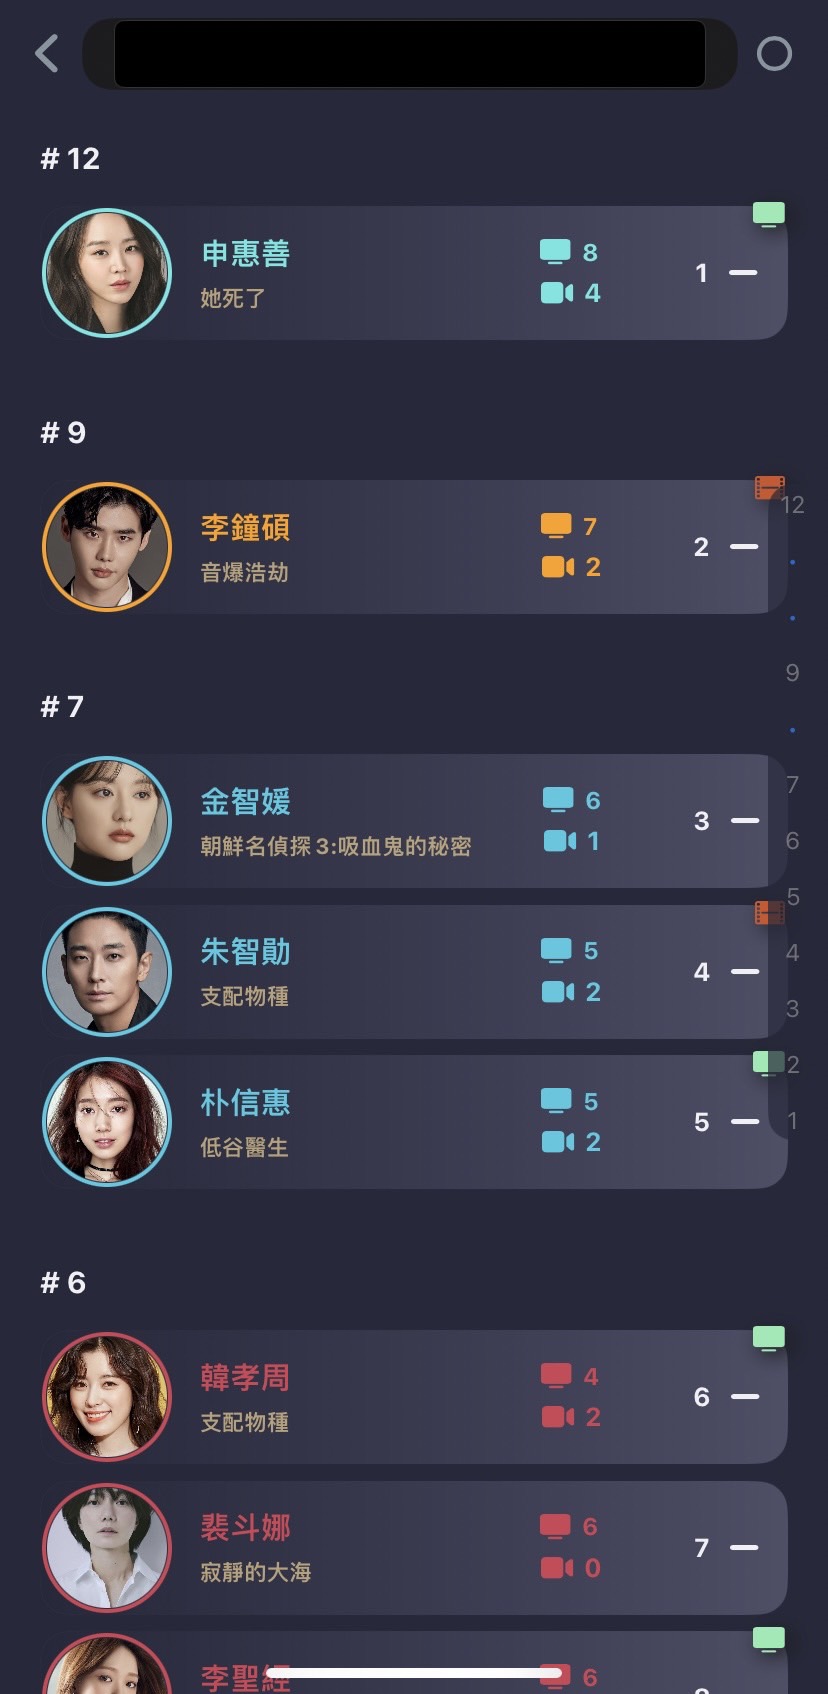 # 12
申惠善
她死了
8
4
1
# 9
李鐘碩
音爆浩劫
7
2
2
12
9
# 7
金智媛
朝鮮名偵探3:吸血鬼的秘密
6
1
3
7
6
5
朱智勛
支配物種
5
2
4
4
3
朴信惠
低谷醫生
5
2
5
2
1
# 6
韓孝周
支配物種
4
2
6
裴斗娜
寂靜的大海
6
0
7
李聖經
6